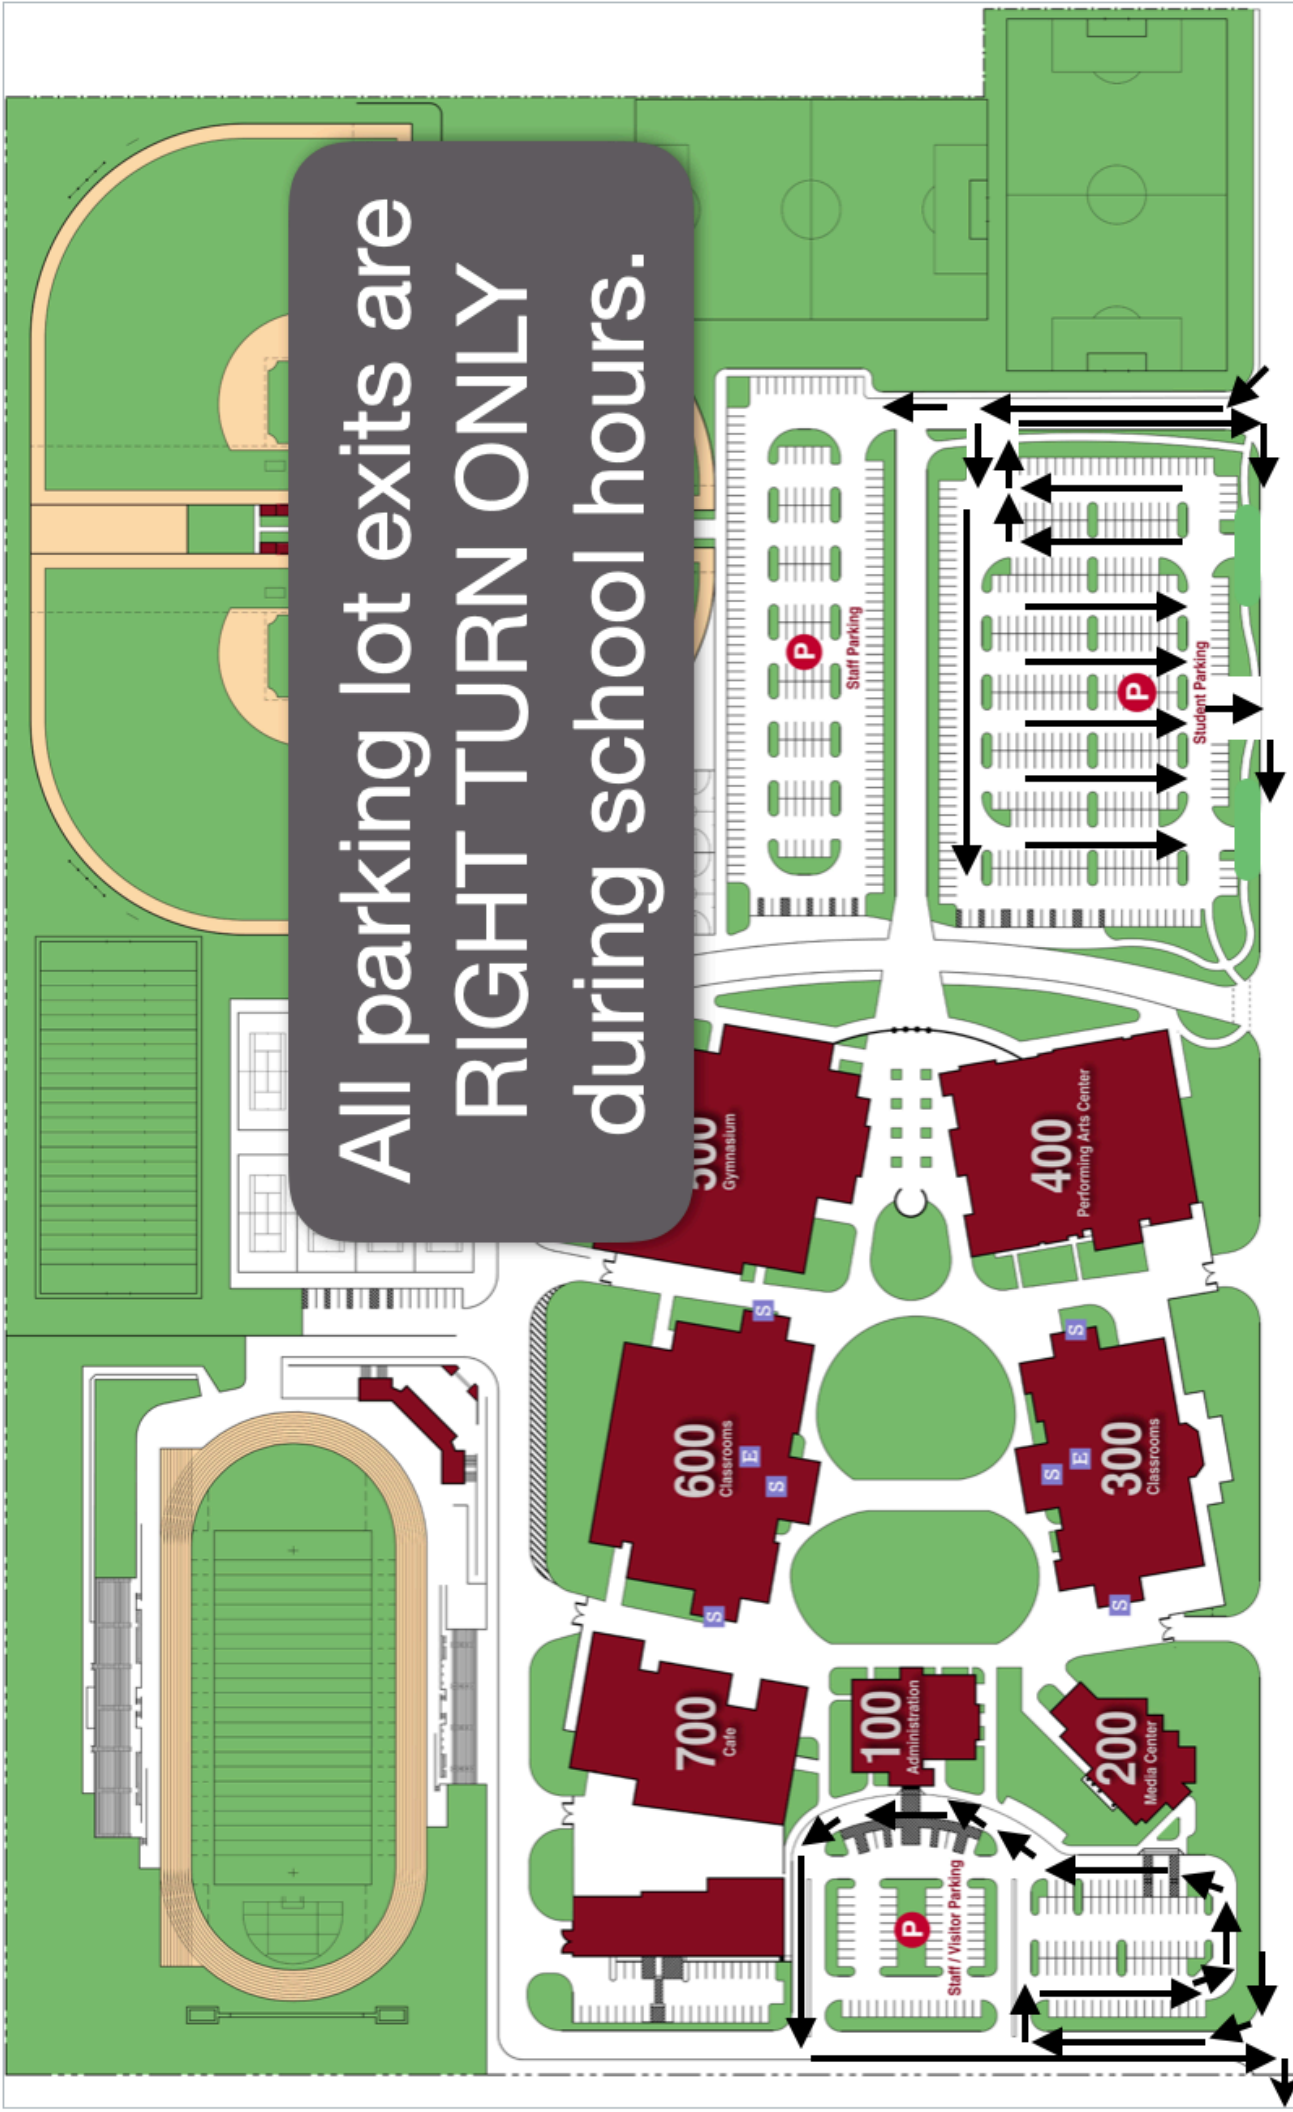 All parking lot exits are
RIGHT TURN ONLY
during school hours.
P
Staff Parking
P
Student Parking
Gymnasium
400
Performing Arts Center
S
S
600
Classrooms
E
S
S
S
E
300
Classrooms
S
700
Cafe
100
Administration
200
Media Center
P
Staff / Visitor Parking